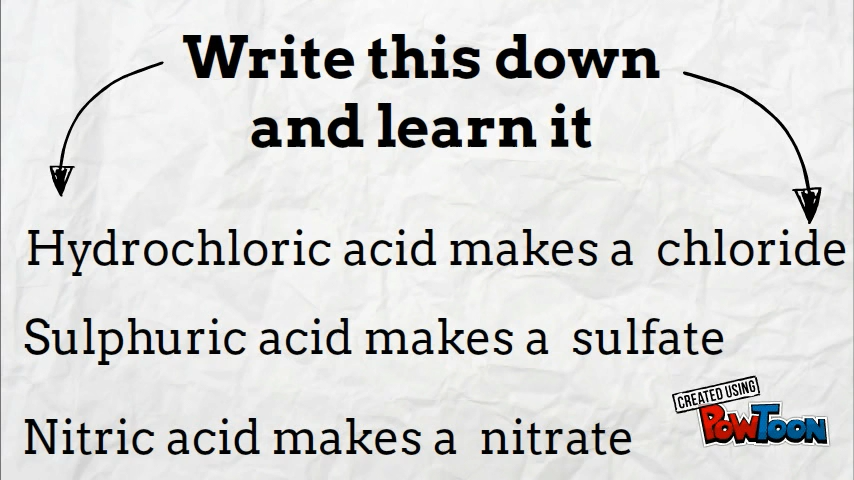 Write this down
and learn it
Hydrochloric acid makes a chloride
Sulphuric acid makes a sulfate
Nitric acid makes a nitrate
CREATED USING
POWTOON